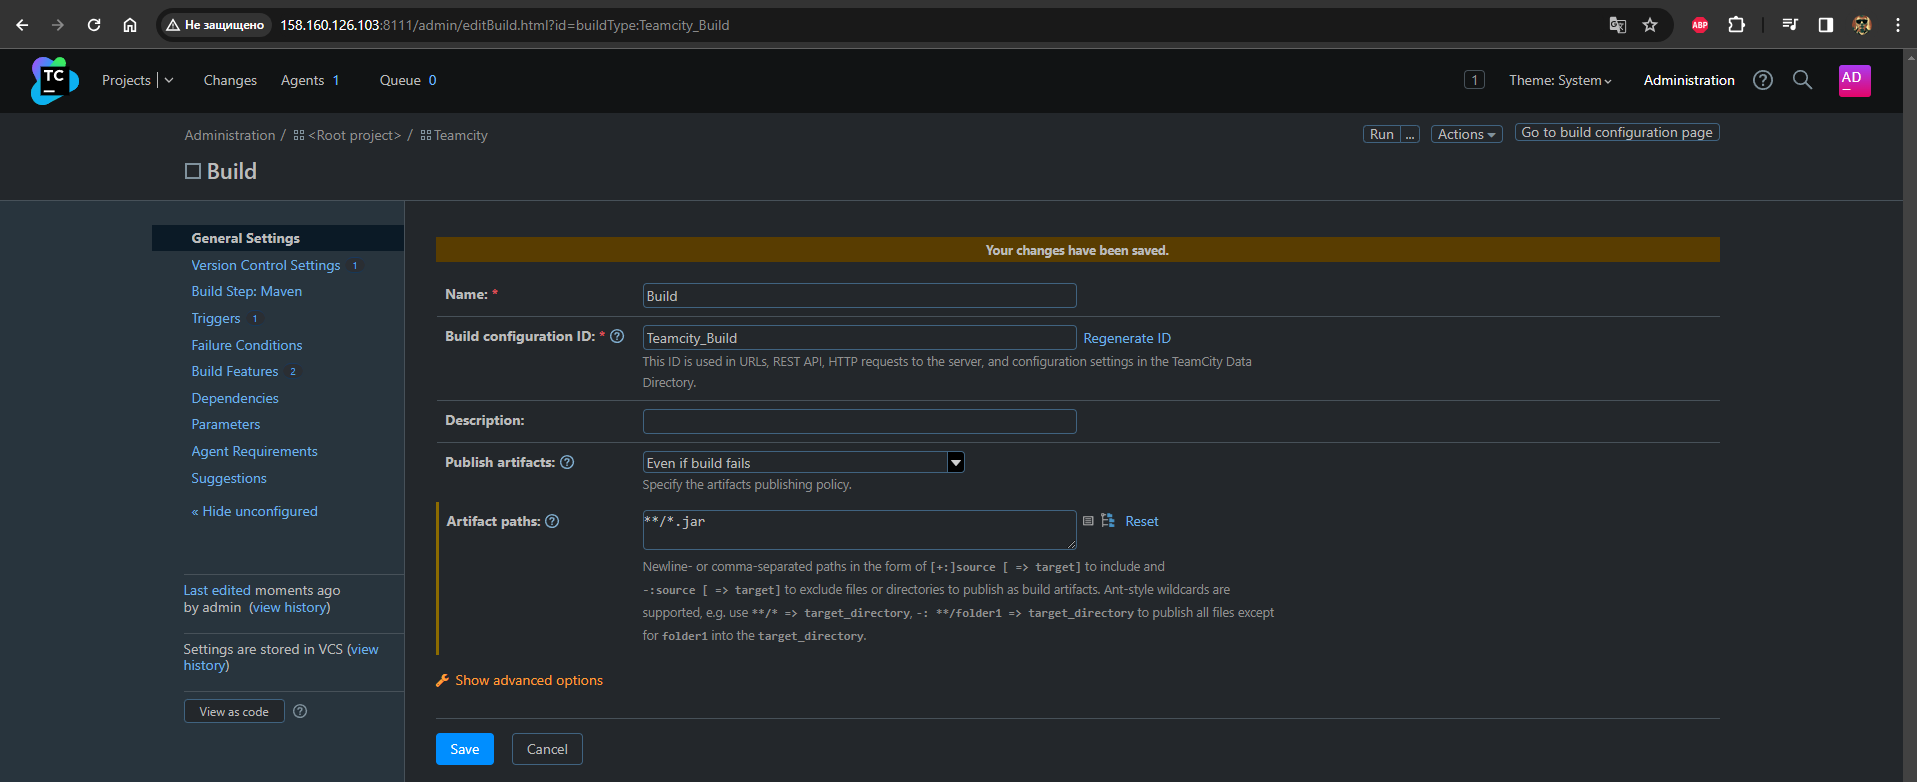 Не защищено 158.160.126.103:8111/admin/editBuild.html?id=buildType:Teamcity_Build
ABP
TC Projects Changes Agents 1 Queue 0 1 Theme: System Administration AD
Administration / <Root project> / Teamcity Run ... Actions Go to build configuration page
Build
General Settings
Version Control Settings 1
Build Step: Maven
Triggers 1
Failure Conditions
Build Features 2
Dependencies
Parameters
Agent Requirements
Suggestions
« Hide unconfigured
Last edited moments ago
by admin (view history)
Settings are stored in VCS (view
history)
View as code
Your changes have been saved.
Name: * Build
Build configuration ID: * Teamcity_Build Regenerate ID
This ID is used in URLs, REST API, HTTP requests to the server, and configuration settings in the TeamCity Data
Directory.
Description:
Publish artifacts: Even if build fails
Specify the artifacts publishing policy.
Artifact paths: **/*.jar Reset
Newline- or comma-separated paths in the form of [+:]source [ => target] to include and
-:source [ => target] to exclude files or directories to publish as build artifacts. Ant-style wildcards are
supported, e.g. use **/* => target_directory, -: **/folder1 => target_directory to publish all files except
for folder1 into the target_directory.
Show advanced options
Save Cancel